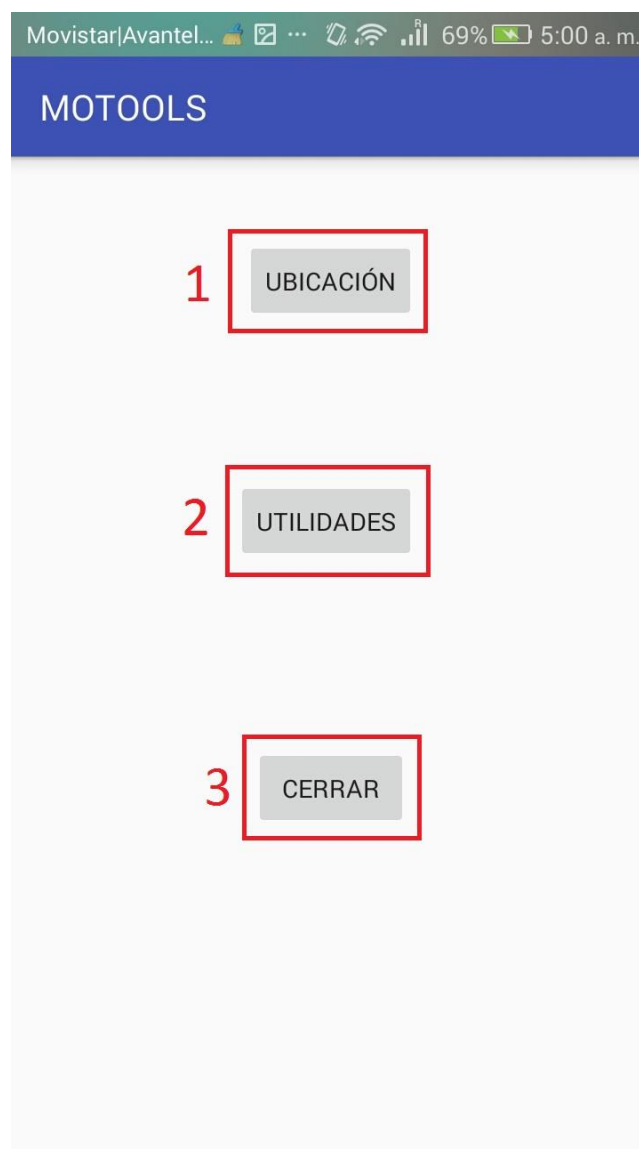 Movistar|Avantel... 69% 5:00 a. m.
MOTOOLS
1 UBICACIÓN
2 UTILIDADES
3 CERRAR